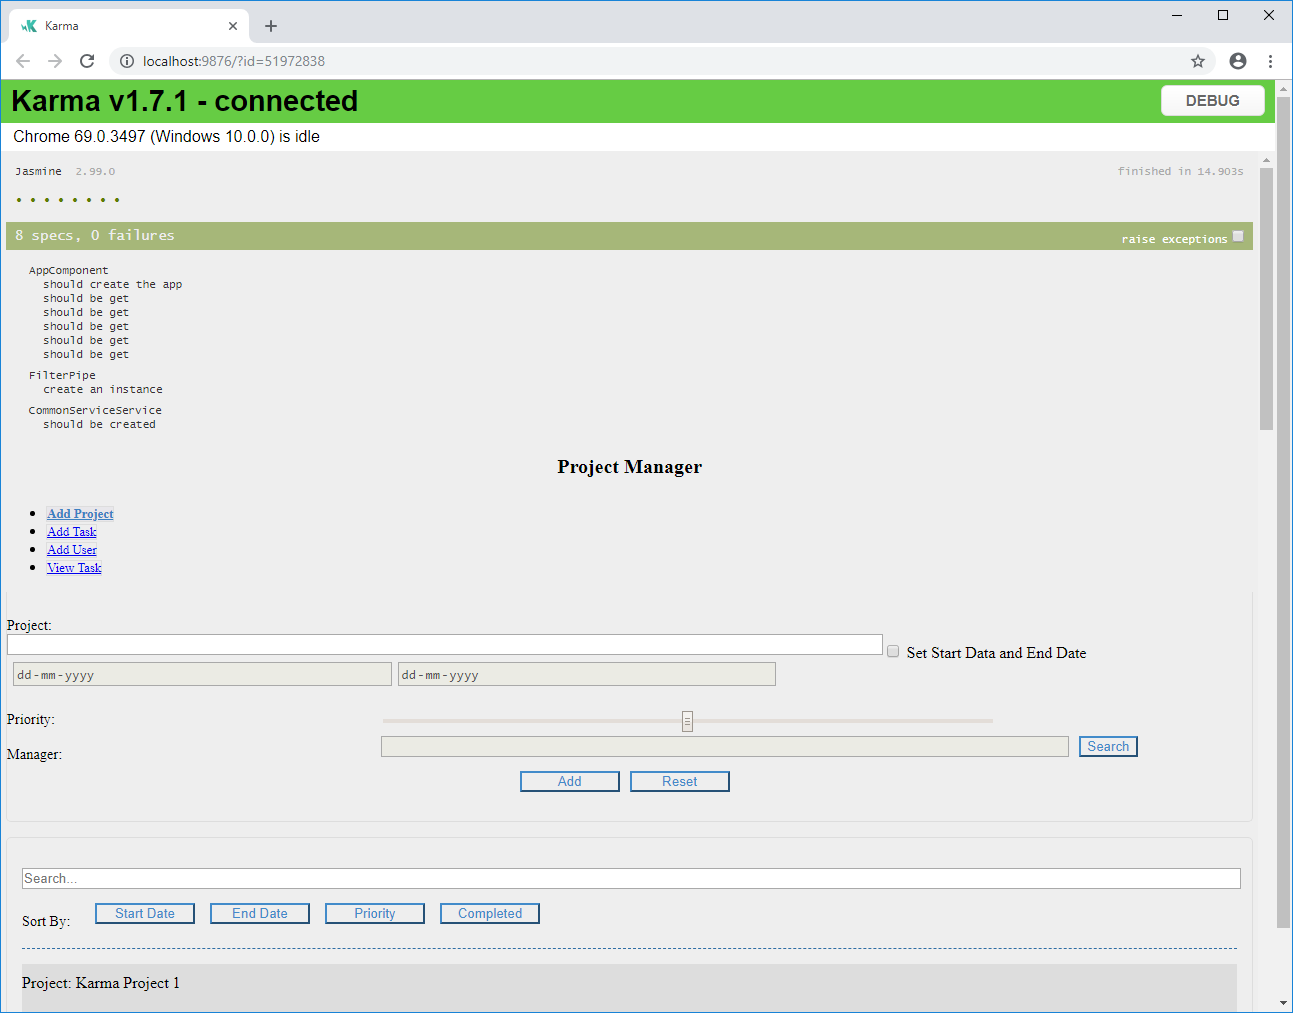 Karma
localhost:9876/?id=51972838
Karma v1.7.1 - connected
DEBUG
Chrome 69.0.3497 (Windows 10.0.0) is idle
Jasmine 2.99.0
finished in 14.903s
8 specs, 0 failures
raise exceptions
AppComponent
should create the app
should be get
should be get
should be get
should be get
should be get
FilterPipe
create an instance
CommonServiceService
should be created
Project Manager
Add Project
Add Task
Add User
View Task
Project:
Set Start Data and End Date
dd-mm-yyyy dd-mm-yyyy
Priority:
Manager:
Search
Add Reset
Search...
Sort By: Start Date End Date Priority Completed
Project: Karma Project 1